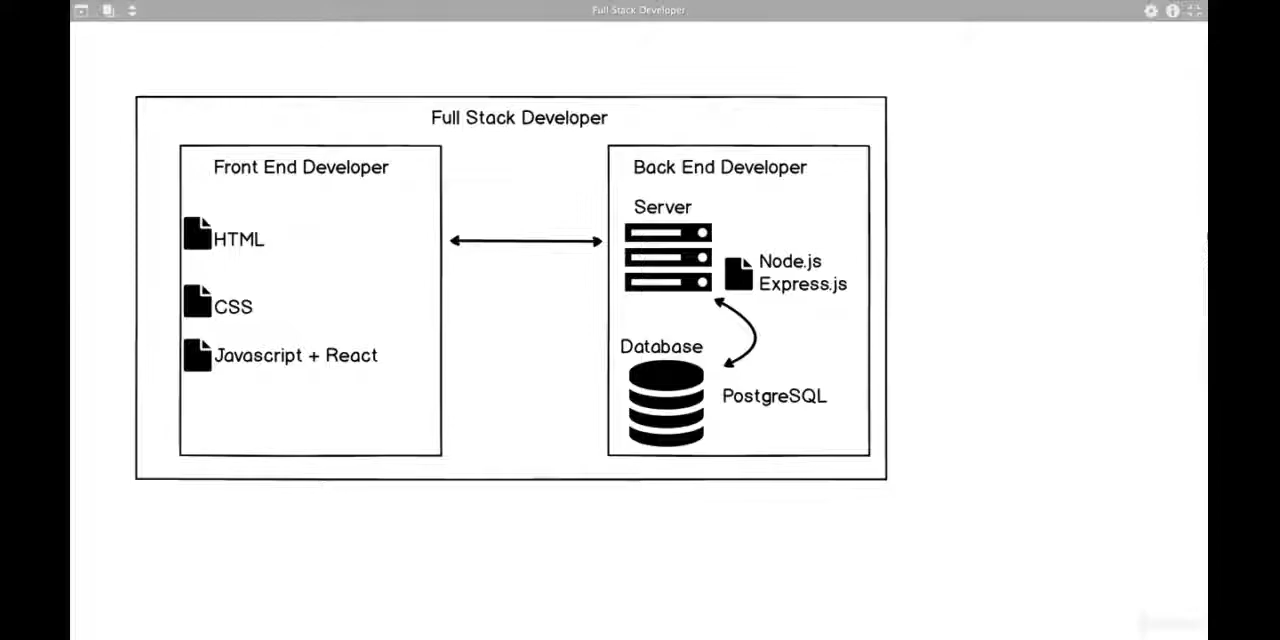 Full Stack Developer
Full Stack Developer
Front End Developer
HTML
CSS
Javascript + React
Back End Developer
Server
Node.js
Express.js
Database
PostgreSQL